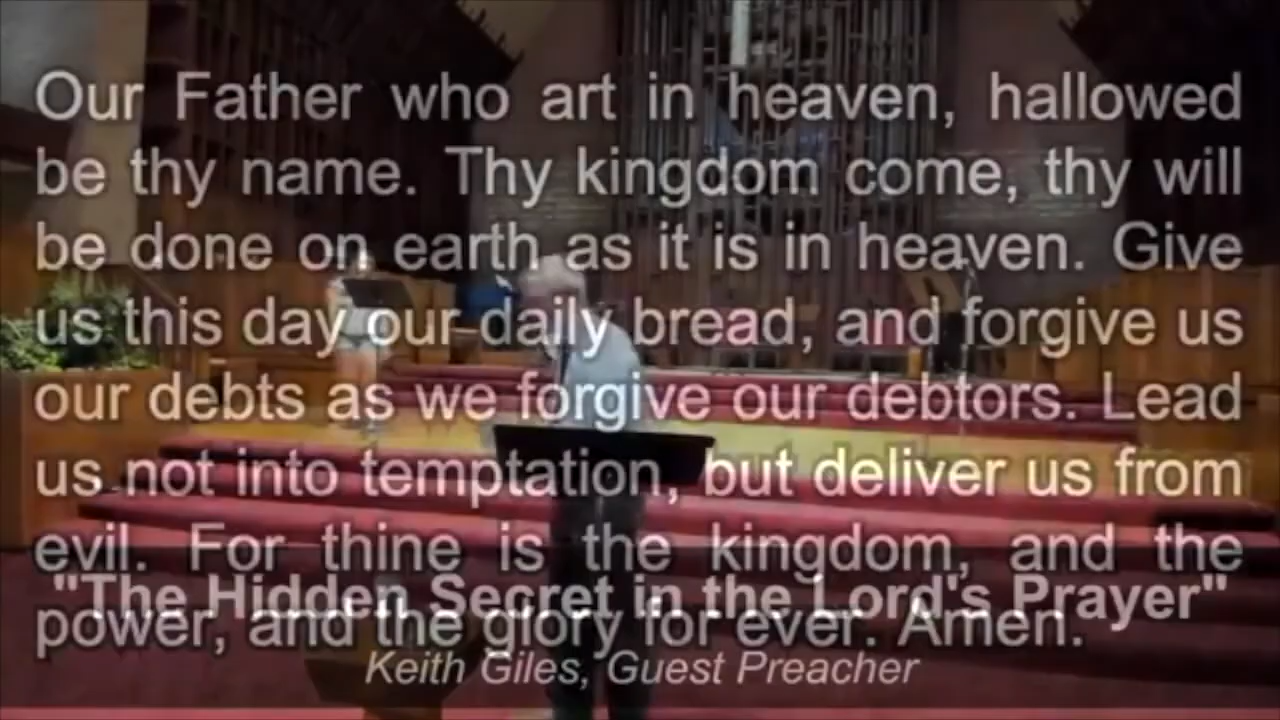 Our Father who art in heaven, hallowed
be thy name. Thy kingdom come, thy will
be done on earth as it is in heaven. Give
us this day our daily bread, and forgive us
our debts as we forgive our debtors. Lead
us not into temptation, but deliver us from
evil. For thine is the kingdom, and the
"The Hidden Secret in the Lord's Prayer"
power, and the glory for ever. Amen.
Keith Giles, Guest Preacher